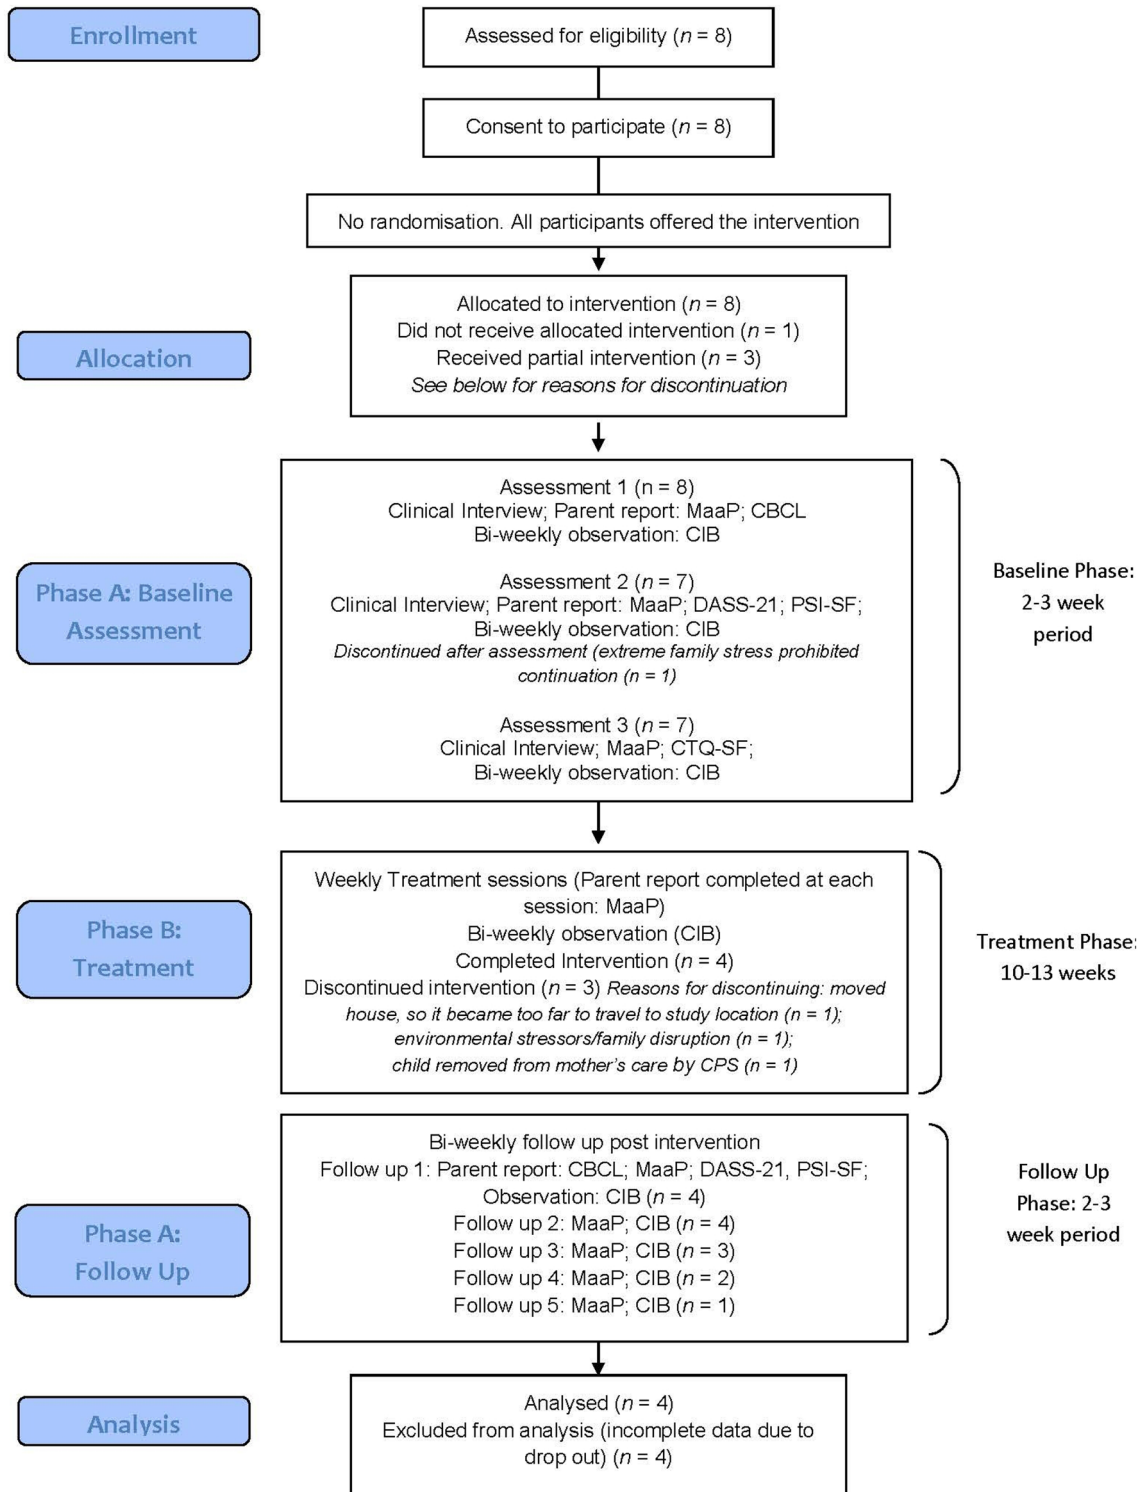 Enrollment
Assessed for eligibility (n = 8)
Consent to participate (n = 8)
No randomisation. All participants offered the intervention
Allocation
Allocated to intervention (n = 8)
Did not receive allocated intervention (n = 1)
Received partial intervention (n = 3)
See below for reasons for discontinuation
Phase A: Baseline
Assessment
Assessment 1 (n = 8)
Clinical Interview; Parent report: MaaP; CBCL
Bi-weekly observation: CIB
Assessment 2 (n = 7)
Clinical Interview; Parent report: MaaP; DASS-21; PSI-SF;
Bi-weekly observation: CIB
Discontinued after assessment (extreme family stress prohibited
continuation (n = 1)
Assessment 3 (n = 7)
Clinical Interview; MaaP; CTQ-SF;
Bi-weekly observation: CIB
Baseline Phase:
2-3 week
period
Phase B:
Treatment
Weekly Treatment sessions (Parent report completed at each
session: MaaP)
Bi-weekly observation (CIB)
Completed Intervention (n = 4)
Discontinued intervention (n = 3) Reasons for discontinuing: moved
house, so it became too far to travel to study location (n = 1);
environmental stressors/family disruption (n = 1);
child removed from mother's care by CPS (n = 1)
Treatment Phase:
10-13 weeks
Phase A:
Follow Up
Bi-weekly follow up post intervention
Follow up 1: Parent report: CBCL; MaaP; DASS-21, PSI-SF;
Observation: CIB (n = 4)
Follow up 2: MaaP; CIB (n = 4)
Follow up 3: MaaP; CIB (n = 3)
Follow up 4: MaaP; CIB (n = 2)
Follow up 5: MaaP; CIB (n = 1)
Follow Up
Phase: 2-3
week period
Analysis
Analysed (n = 4)
Excluded from analysis (incomplete data due to
drop out) (n = 4)